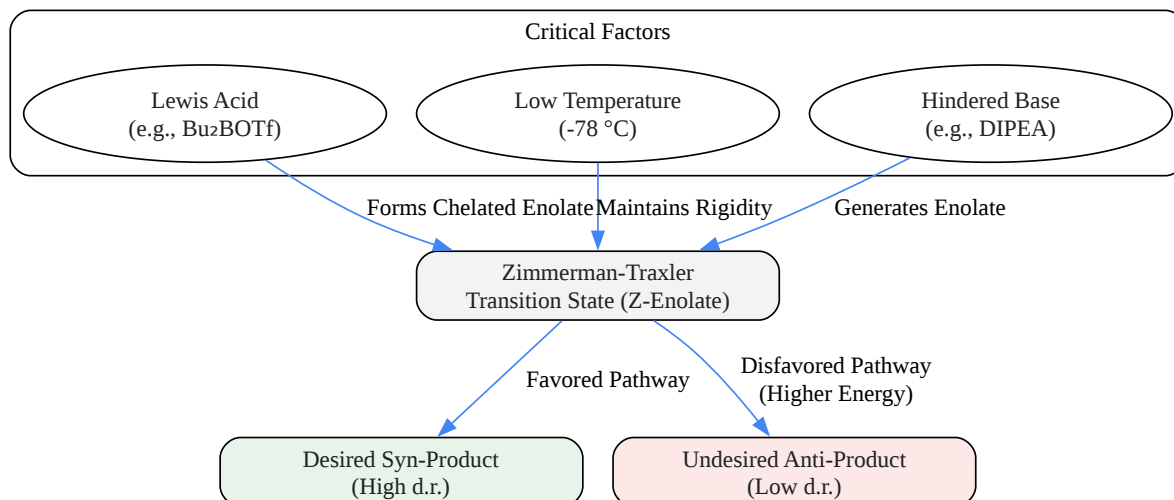 Critical Factors
Lewis Acid
(e.g., Bu₂BOTf)
Low Temperature
(-78 °C)
Hindered Base
(e.g., DIPEA)
Forms Chelated Enolate
Maintains Rigidity
Generates Enolate
Zimmerman-Traxler
Transition State (Z-Enolate)
Favored Pathway
Disfavored Pathway
(Higher Energy)
Desired Syn-Product
(High d.r.)
Undesired Anti-Product
(Low d.r.)